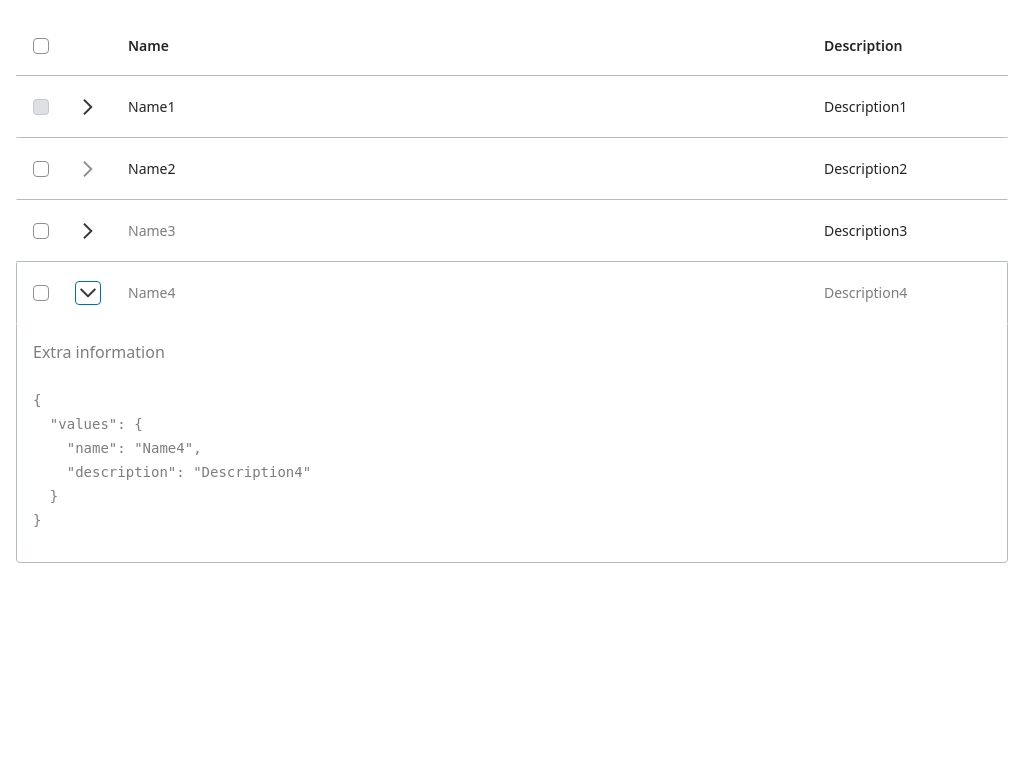 Name Description
Name1 Description1
Name2 Description2
Name3 Description3
Name4 Description4
Extra information
{
  "values": {
    "name": "Name4",
    "description": "Description4"
  }
}